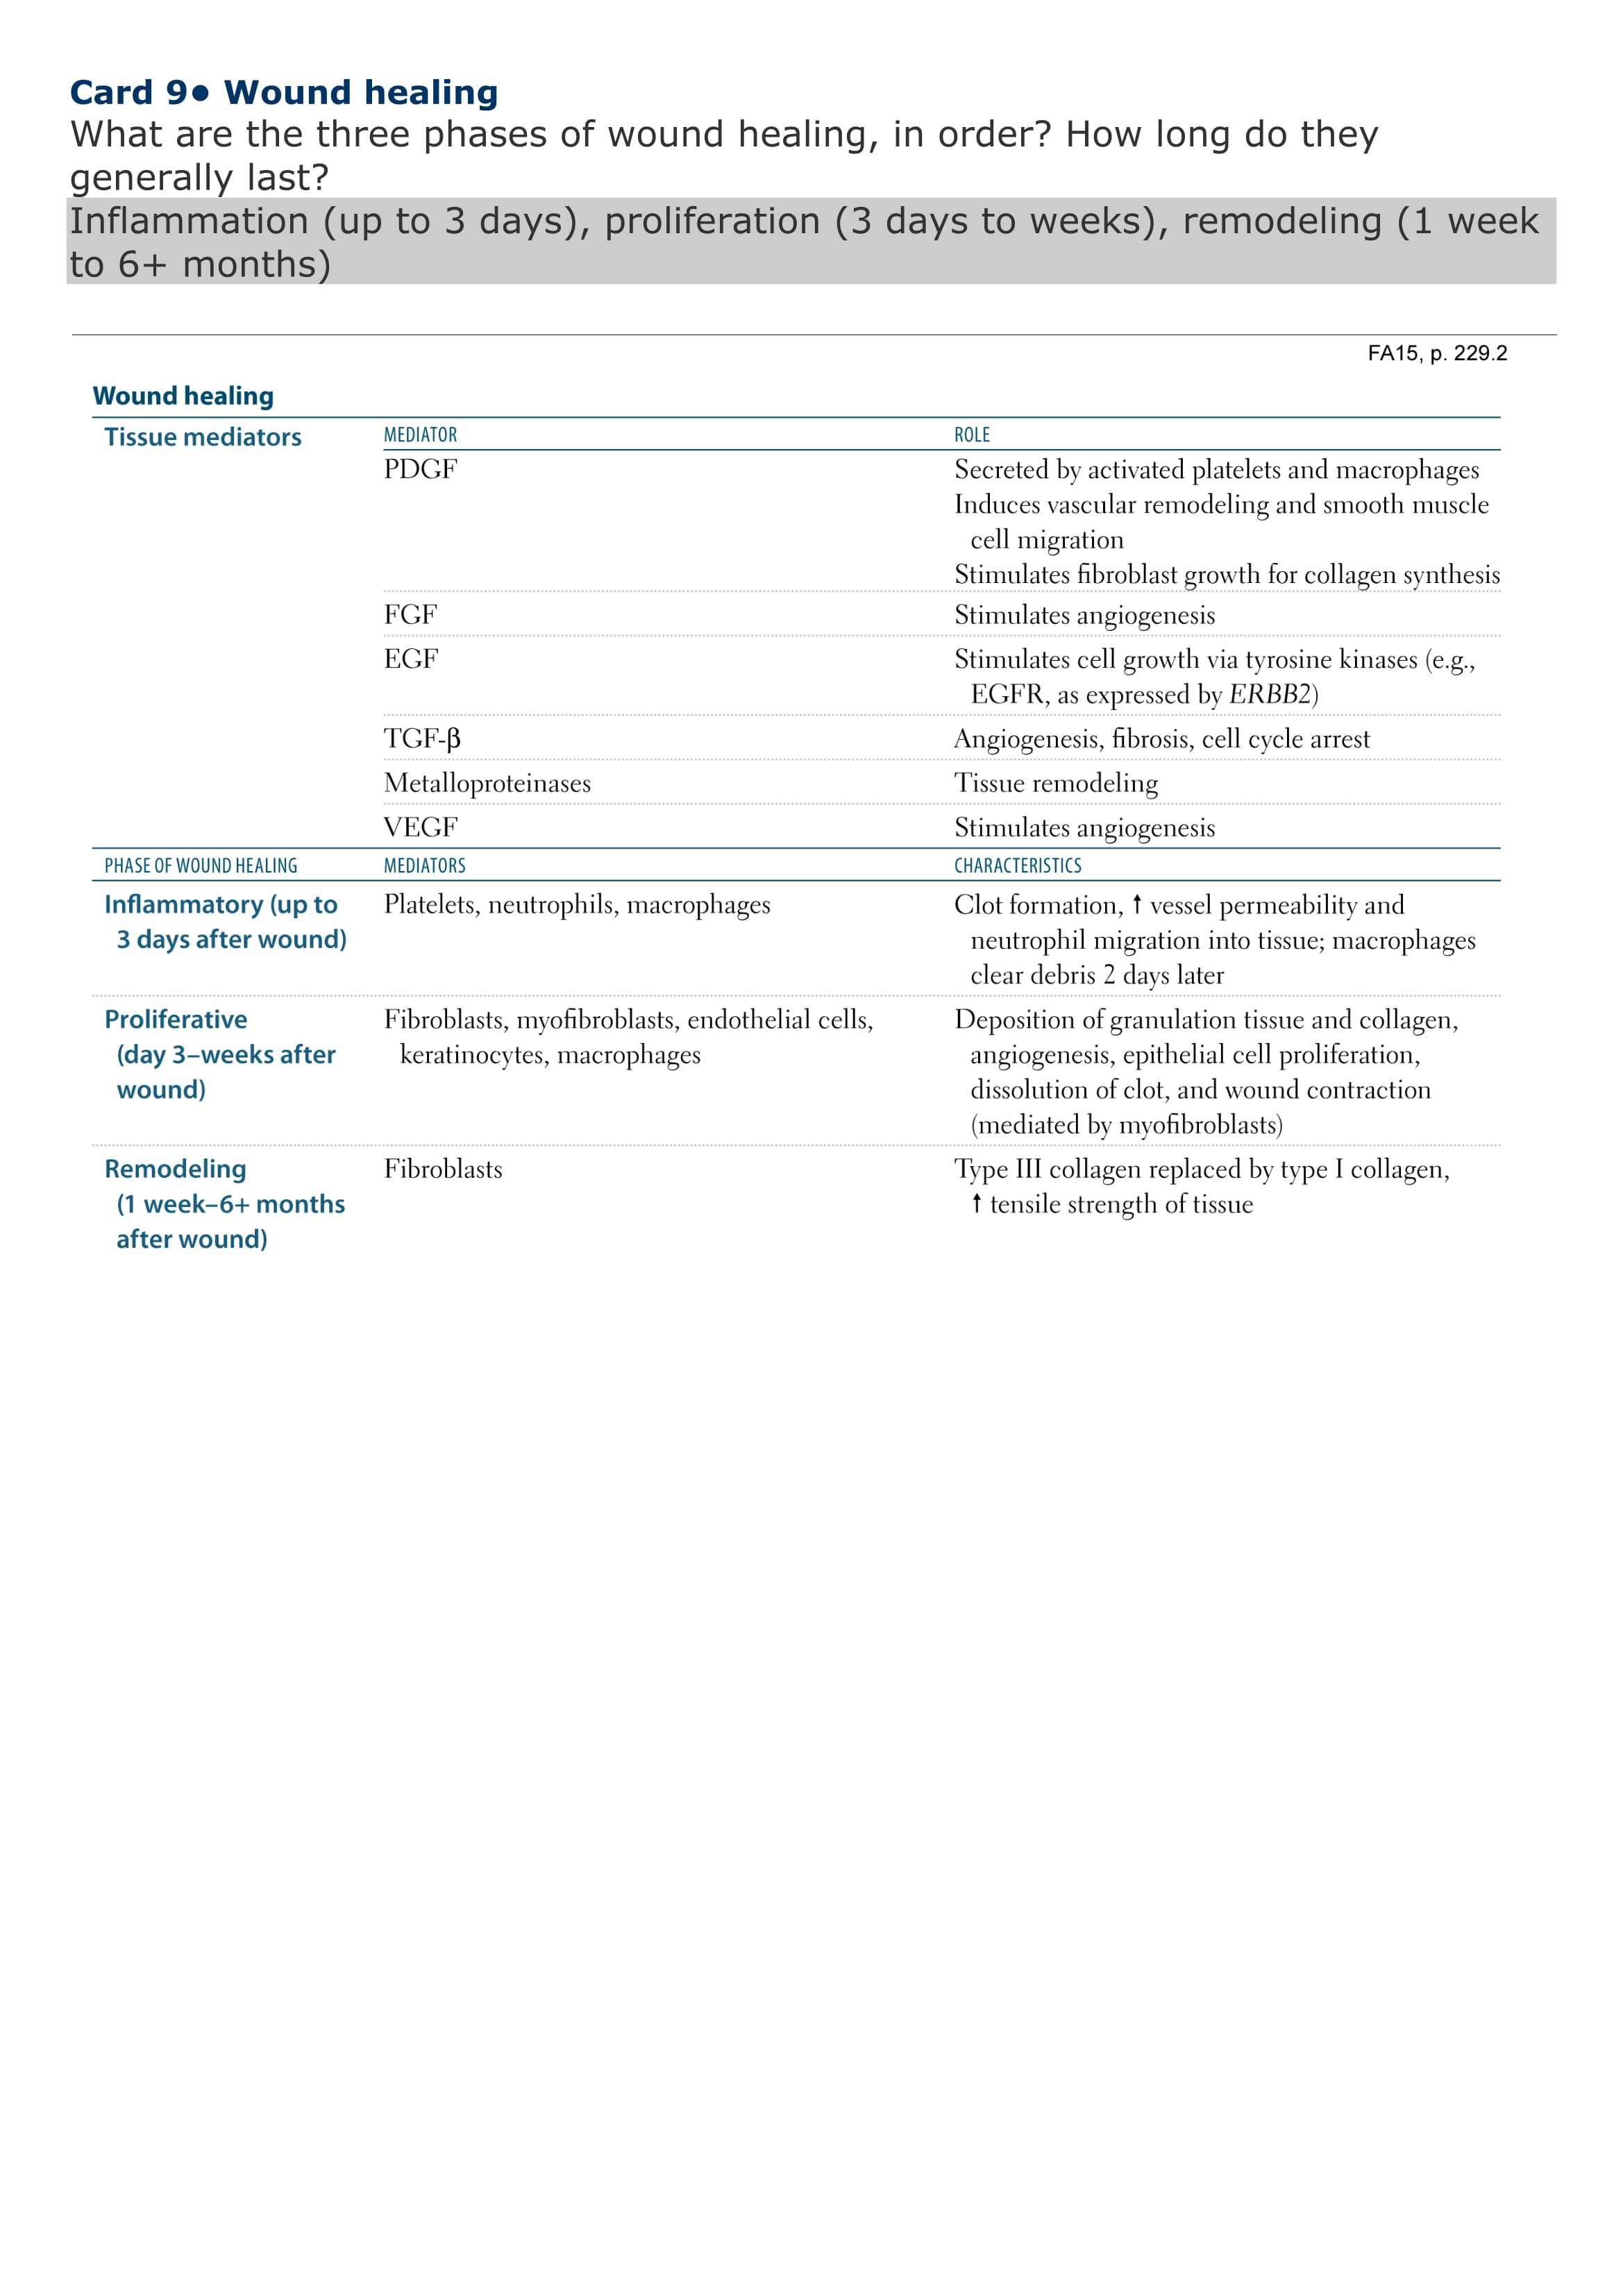 Card 9● Wound healing
What are the three phases of wound healing, in order? How long do they
generally last?
Inflammation (up to 3 days), proliferation (3 days to weeks), remodeling (1 week
to 6+ months)
FA15, p. 229.2
Wound healing
Tissue mediators MEDIATOR ROLE
PDGF Secreted by activated platelets and macrophages
Induces vascular remodeling and smooth muscle
cell migration
Stimulates fibroblast growth for collagen synthesis
FGF Stimulates angiogenesis
EGF Stimulates cell growth via tyrosine kinases (e.g.,
EGFR, as expressed by ERBB2)
TGF-β Angiogenesis, fibrosis, cell cycle arrest
Metalloproteinases Tissue remodeling
VEGF Stimulates angiogenesis
PHASE OF WOUND HEALING MEDIATORS CHARACTERISTICS
Inflammatory (up to Platelets, neutrophils, macrophages Clot formation, ↑ vessel permeability and
3 days after wound) neutrophil migration into tissue; macrophages
clear debris 2 days later
Proliferative Fibroblasts, myofibroblasts, endothelial cells, Deposition of granulation tissue and collagen,
(day 3–weeks after keratinocytes, macrophages angiogenesis, epithelial cell proliferation,
wound) dissolution of clot, and wound contraction
(mediated by myofibroblasts)
Remodeling Fibroblasts Type III collagen replaced by type I collagen,
(1 week–6+ months ↑ tensile strength of tissue
after wound)